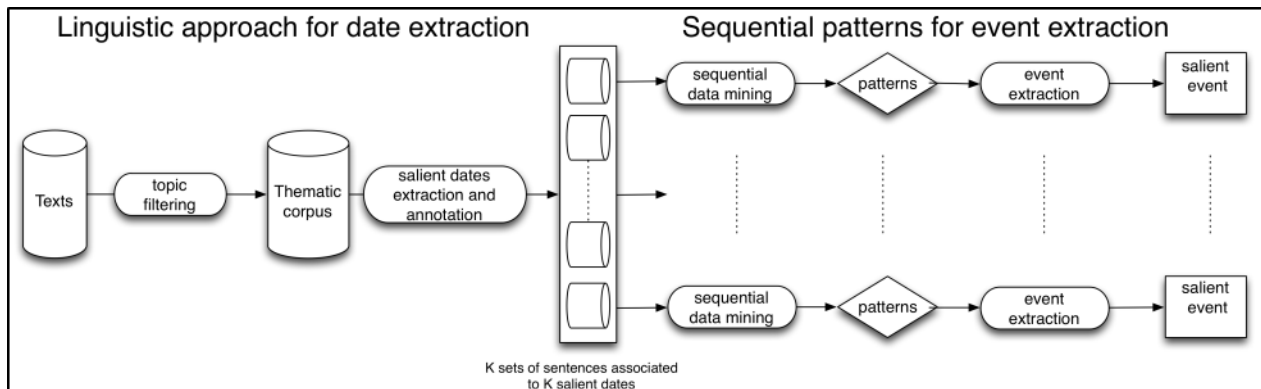 Linguistic approach for date extraction
Sequential patterns for event extraction
Texts
topic
filtering
Thematic
corpus
salient dates
extraction and
annotation
K sets of sentences associated
to K salient dates
sequential
data mining
patterns
event
extraction
salient
event
sequential
data mining
patterns
event
extraction
salient
event